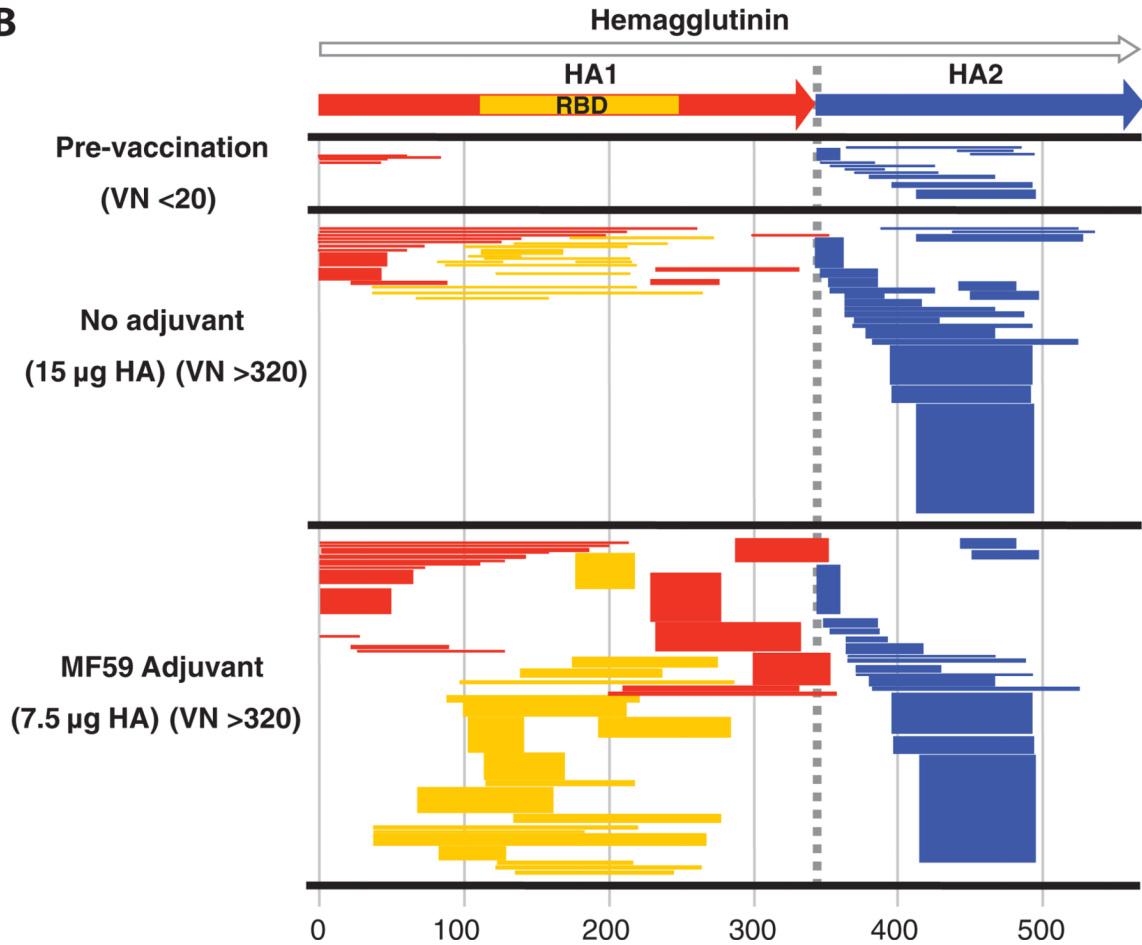 B
Hemagglutinin
HA1
HA2
RBD
Pre-vaccination
(VN <20)
No adjuvant
(15 µg HA) (VN >320)
MF59 Adjuvant
(7.5 µg HA) (VN >320)
0 100 200 300 400 500